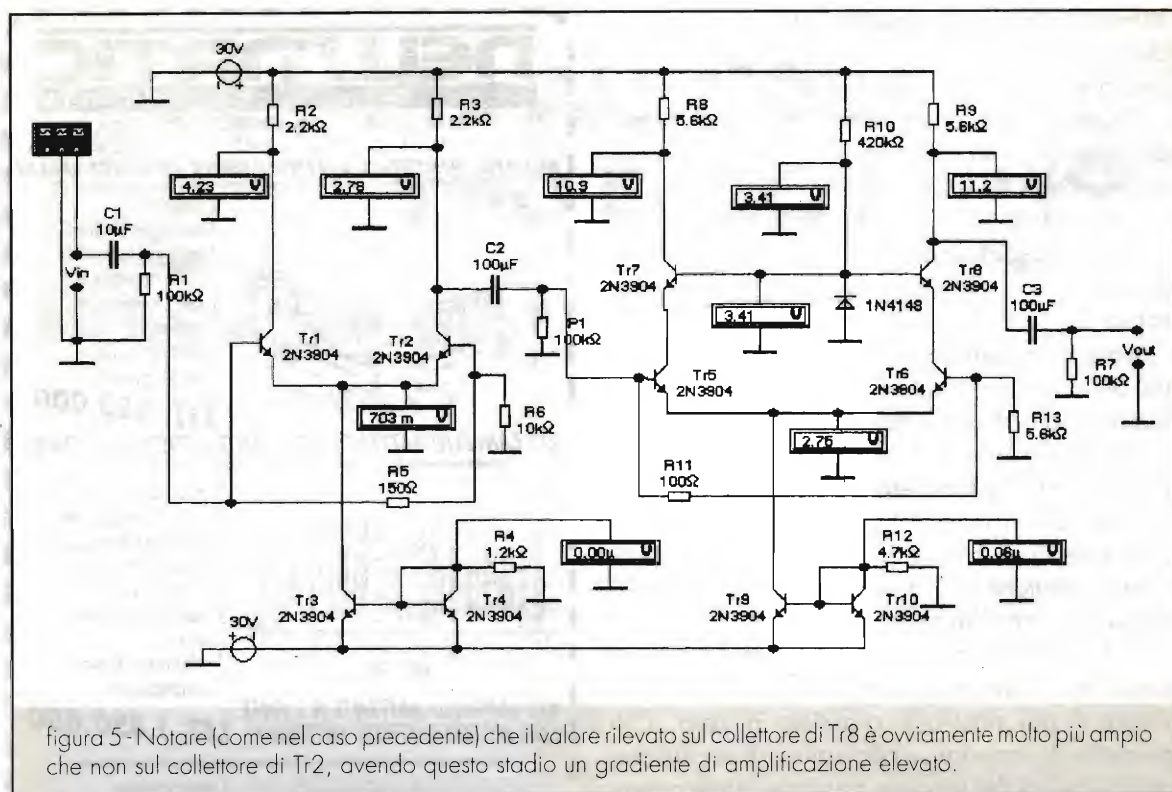 30V
R2
2.2kΩ
R3
2.2kΩ
R8
5.6kΩ
R10
420kΩ
R9
5.6kΩ
4.23 V
2.78 V
10.9 V
3.41 V
11.2 V
C1
10µF
Vin
R1
100kΩ
C2
100µF
P1
100kΩ
Tr7
2N3904
3.41 V
1N4148
Tr8
2N3904
C3
100µF
R7
100kΩ
Vout
Tr1
2N3904
Tr2
2N3904
Tr5
2N3904
Tr6
2N3904
703 m V
R6
10kΩ
R13
5.6kΩ
2.75 V
R5
150Ω
R11
100Ω
R4
1.2kΩ
0.00µ V
R12
4.7kΩ
0.06µ V
Tr3
2N3904
Tr4
2N3904
Tr9
2N3904
Tr10
2N3904
30V
figura 5 - Notare (come nel caso precedente) che il valore rilevato sul collettore di Tr8 è ovviamente molto più ampio
che non sul collettore di Tr2, avendo questo stadio un gradiente di amplificazione elevato.